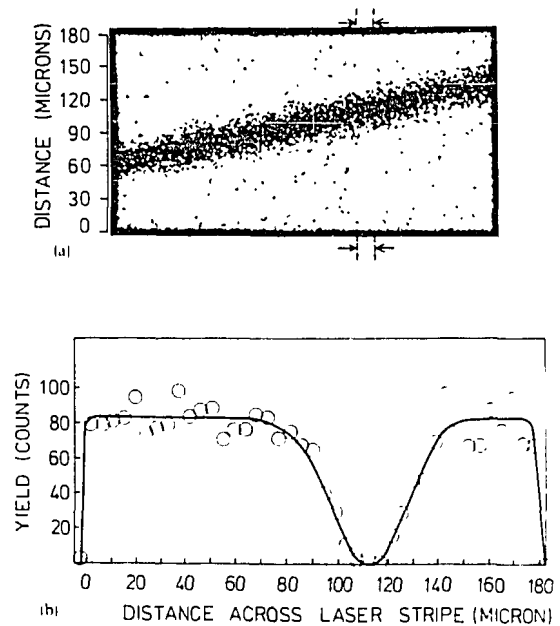 DISTANCE (MICRONS)
180
150
120
90
60
30
0
(a)
YIELD (COUNTS)
100
80
60
40
20
0 20 40 60 80 100 120 140 160 180
(b) DISTANCE ACROSS LASER STRIPE (MICRON)